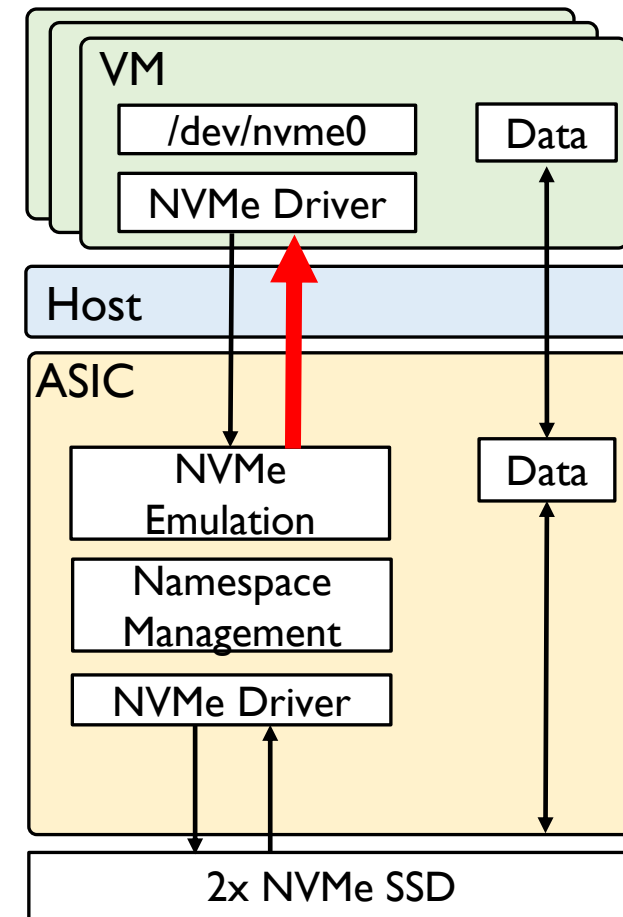 VM
/dev/nvme0
Data
NVMe Driver
Host
ASIC
NVMe
Emulation
Data
Namespace
Management
NVMe Driver
2x NVMe SSD